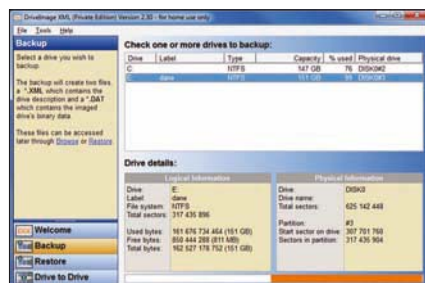 DriveImage XML (Private Edition) Version 2.30 - for home use only
File Tools Help
Backup
Select a drive you wish to
backup.
The backup will create two files,
a *.XML, which contains the
drive description and a *.DAT
which contains the imaged
drive's binary data.
These files can be accessed
later through Browse or Restore.
Welcome
Backup
Restore
Drive to Drive
Check one or more drives to backup:
Drive Label Type Capacity % used Physical drive
C: NTFS 147 GB 76
dane NTFS 151 GB 99
Drive details:
Logical Information
Drive: E:
Label: dane
File system: NTFS
Total sectors: 317 435 896
Used bytes: 161 676 734 464 (151 GB)
Free bytes: 850 444 288 (811 MB)
Total bytes: 162 527 178 752 (151 GB)
Physical Information
Drive: DISK0
Drive name:
Total sectors: 625 142 448
Partition: #3
Start sector on drive: 307 701 760
Sectors in partition: 317 435 904